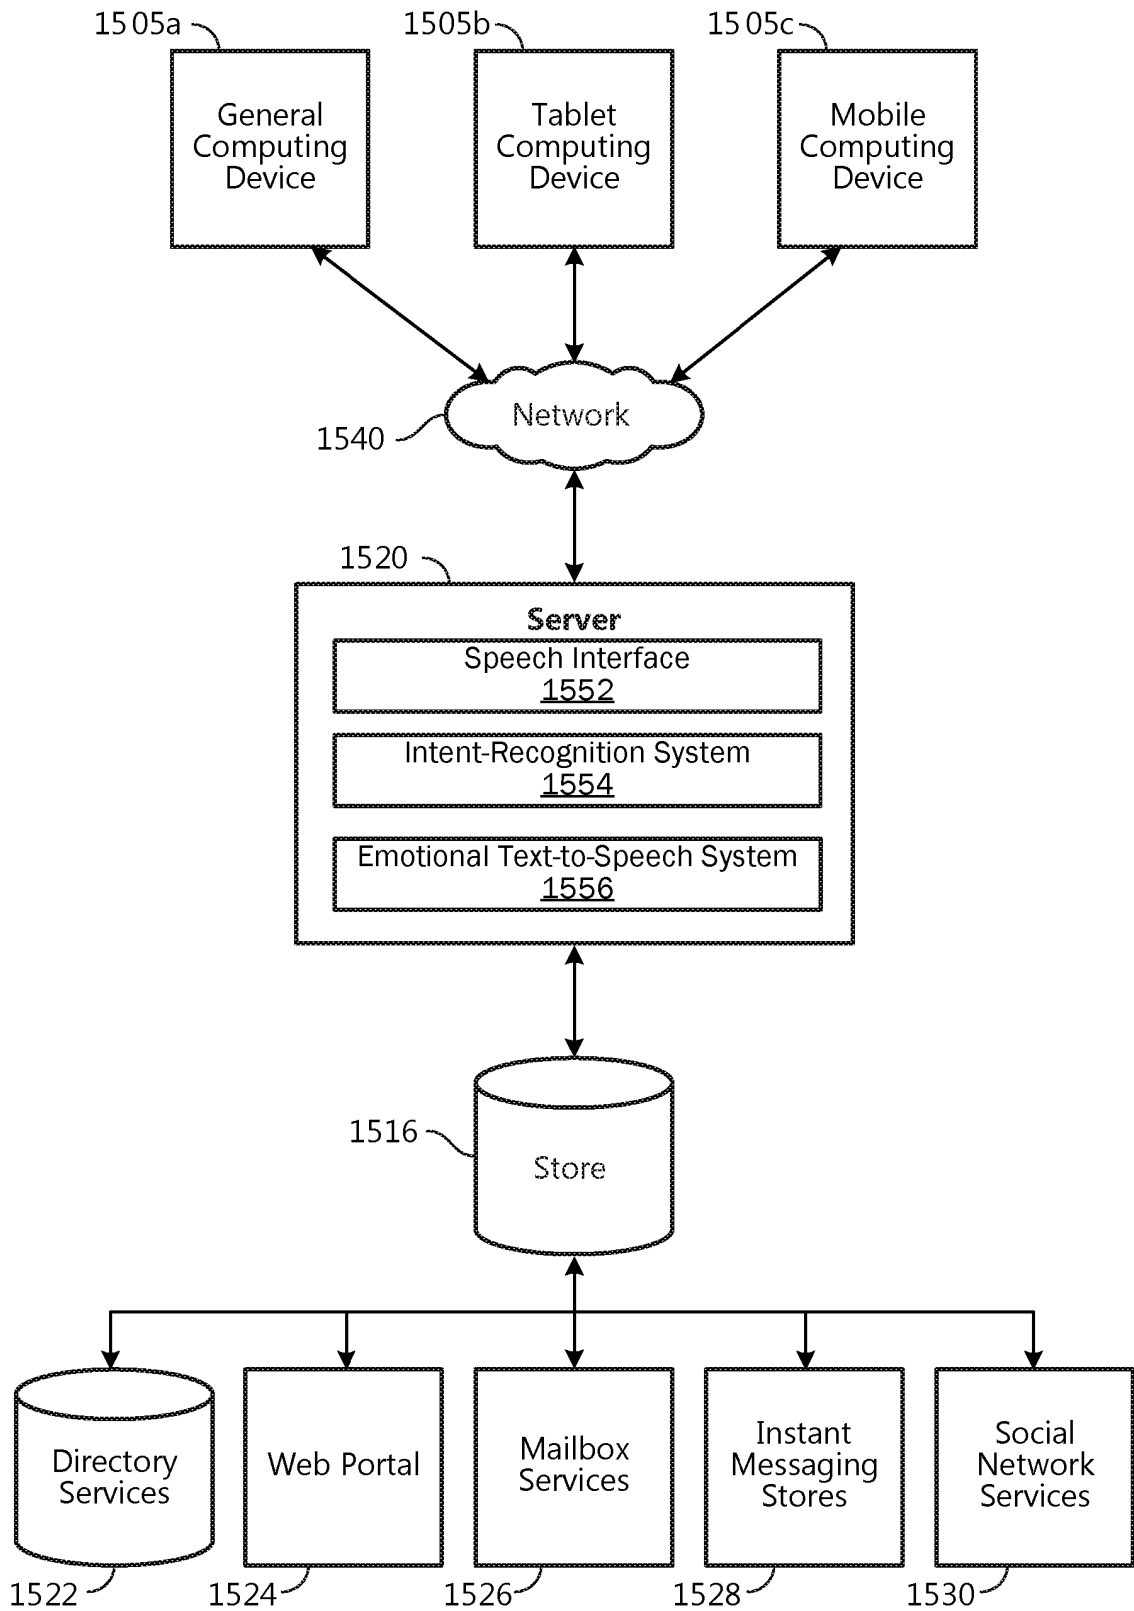 1505a
1505b
1505c
General
Computing
Device
Tablet
Computing
Device
Mobile
Computing
Device
Network
1540
1520
Server
Speech Interface
1552
Intent-Recognition System
1554
Emotional Text-to-Speech System
1556
1516
Store
Directory
Services
Web Portal
Mailbox
Services
Instant
Messaging
Stores
Social
Network
Services
1522
1524
1526
1528
1530